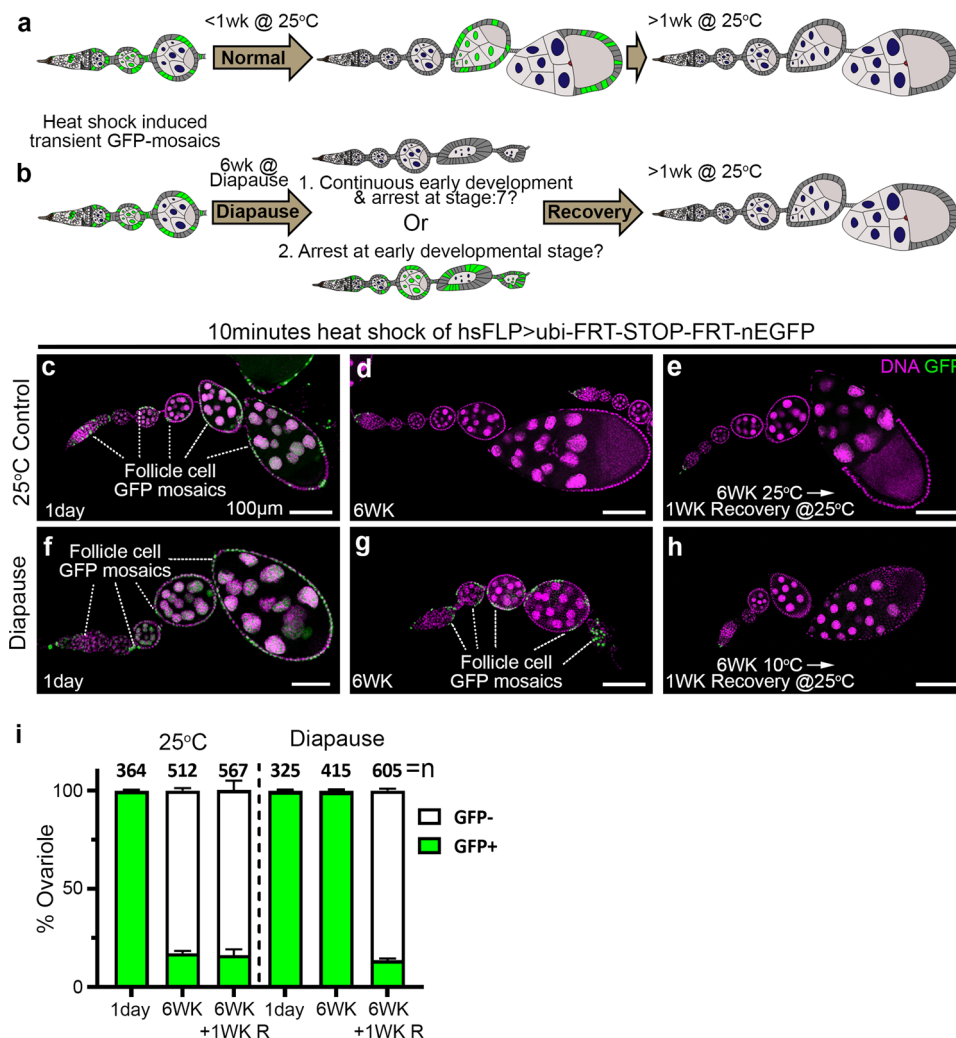 a
<1wk @ 25°C
>1wk @ 25°C
Normal
Heat shock induced
transient GFP-mosaics
b
6wk @
Diapause
Diapause
1. Continuous early development
& arrest at stage:7?
Or
2. Arrest at early developmental stage?
Recovery
>1wk @ 25°C
10minutes heat shock of hsFLP>ubi-FRT-STOP-FRT-nEGFP
25°C Control
c
Follicle cell
GFP mosaics
1day
100μm
d
6WK
e
DNA GFP
6WK 25°C →
1WK Recovery @25°C
Diapause
f
Follicle cell
GFP mosaics
1day
g
Follicle cell
GFP mosaics
6WK
h
6WK 10°C →
1WK Recovery @25°C
i
25°C
Diapause
364 512 567 325 415 605 =n
% Ovariole
100
50
0
GFP-
GFP+
1day 6WK 6WK 1day 6WK 6WK
+1WK R +1WK R